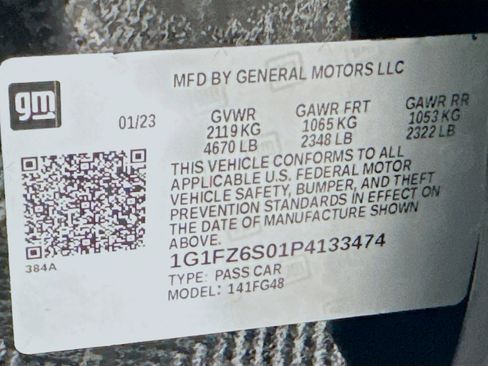 gm
MFD BY GENERAL MOTORS LLC
01/23
GVWR
2119 KG
4670 LB
GAWR FRT
1065 KG
2348 LB
GAWR RR
1053 KG
2322 LB
THIS VEHICLE CONFORMS TO ALL
APPLICABLE U.S. FEDERAL MOTOR
VEHICLE SAFETY, BUMPER, AND THEFT
PREVENTION STANDARDS IN EFFECT ON
THE DATE OF MANUFACTURE SHOWN
ABOVE.
1G1FZ6S01P4133474
TYPE: PASS CAR
MODEL: 141FG48
384A